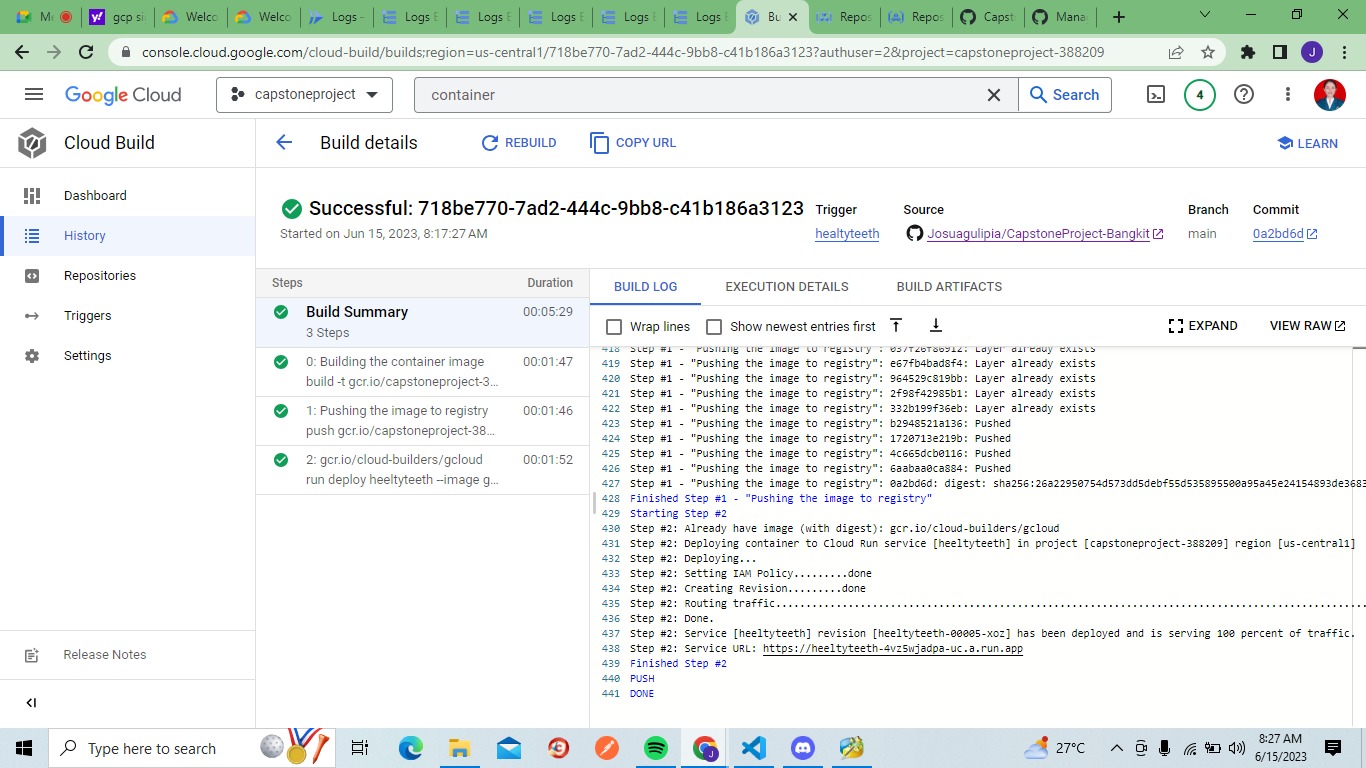 Me
gcp si
Welco
Welco
Logs –
Logs E
Logs E
Logs E
Logs E
Logs E
Bu
Repos
Repos
Capst
Mana
console.cloud.google.com/cloud-build/builds;region=us-central1/718be770-7ad2-444c-9bb8-c41b186a3123?authuser=2&project=capstoneproject-388209
J
Google Cloud
capstoneproject
container
Search
4
Cloud Build
Build details
REBUILD
COPY URL
LEARN
Dashboard
History
Repositories
Triggers
Settings
Release Notes
Successful: 718be770-7ad2-444c-9bb8-c41b186a3123
Started on Jun 15, 2023, 8:17:27 AM
Trigger
healtyteeth
Source
Josuagulipia/CapstoneProject-Bangkit
Branch
main
Commit
0a2bd6d
Steps Duration
Build Summary 00:05:29
3 Steps
0: Building the container image 00:01:47
build -t gcr.io/capstoneproject-3...
1: Pushing the image to registry 00:01:46
push gcr.io/capstoneproject-38...
2: gcr.io/cloud-builders/gcloud 00:01:52
run deploy heeltyteeth --image g...
BUILD LOG EXECUTION DETAILS BUILD ARTIFACTS
Wrap lines Show newest entries first EXPAND VIEW RAW
418 Step #1 - "Pushing the image to registry": 037f26f86912: Layer already exists
419 Step #1 - "Pushing the image to registry": e67fb4bad8f4: Layer already exists
420 Step #1 - "Pushing the image to registry": 964529c819bb: Layer already exists
421 Step #1 - "Pushing the image to registry": 2f98f42985b1: Layer already exists
422 Step #1 - "Pushing the image to registry": 332b199f36eb: Layer already exists
423 Step #1 - "Pushing the image to registry": b2948521a136: Pushed
424 Step #1 - "Pushing the image to registry": 1720713e219b: Pushed
425 Step #1 - "Pushing the image to registry": 4c665dcb0116: Pushed
426 Step #1 - "Pushing the image to registry": 6aabaa0ca884: Pushed
427 Step #1 - "Pushing the image to registry": 0a2bd6d: digest: sha256:26a22950754d573dd5debf55d535895500a95a45e24154893de3683
428 Finished Step #1 - "Pushing the image to registry"
429 Starting Step #2
430 Step #2: Already have image (with digest): gcr.io/cloud-builders/gcloud
431 Step #2: Deploying container to Cloud Run service [heeltyteeth] in project [capstoneproject-388209] region [us-central1]
432 Step #2: Deploying...
433 Step #2: Setting IAM Policy.........done
434 Step #2: Creating Revision.........done
435 Step #2: Routing traffic.....................................................................................
436 Step #2: Done.
437 Step #2: Service [heeltyteeth] revision [heeltyteeth-00005-xoz] has been deployed and is serving 100 percent of traffic.
438 Step #2: Service URL: https://heeltyteeth-4vz5wjadpa-uc.a.run.app
439 Finished Step #2
440 PUSH
441 DONE
Type here to search
27°C
8:27 AM
6/15/2023